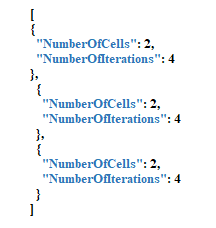 [
{
"NumberOfCells": 2,
"NumberOfIterations": 4
},
{
"NumberOfCells": 2,
"NumberOfIterations": 4
},
{
"NumberOfCells": 2,
"NumberOfIterations": 4
}
]